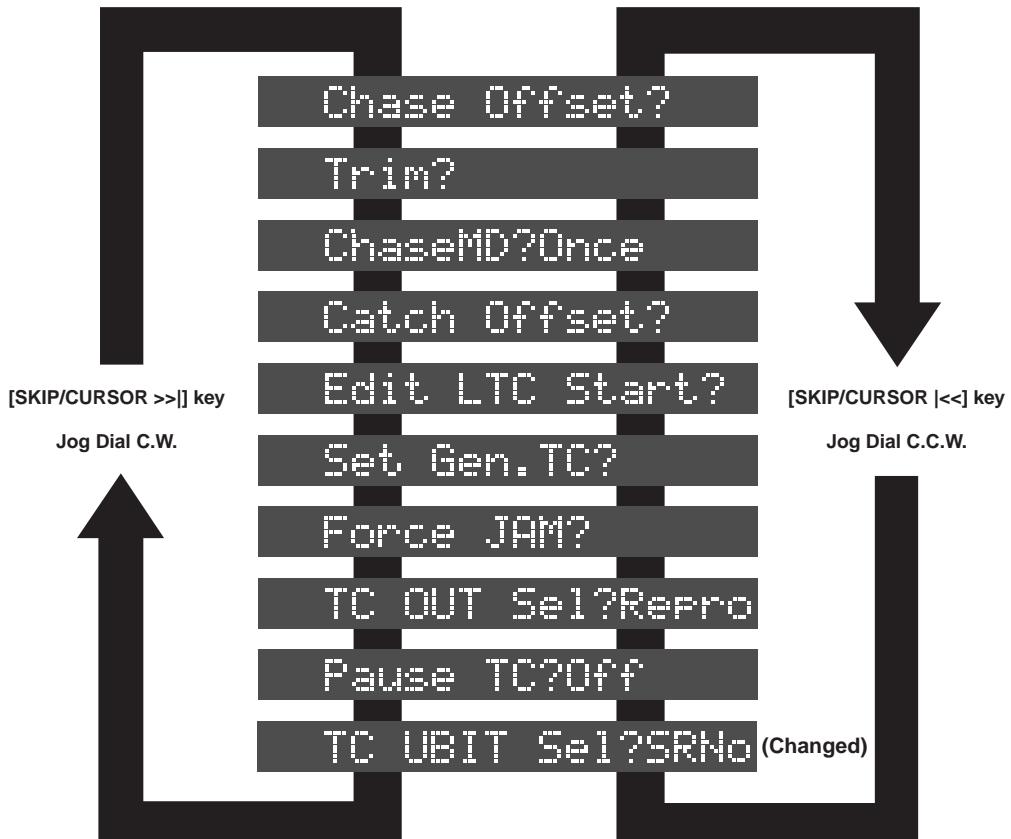 Chase Offset?
Trim?
ChaseMD?Once
Catch Offset?
Edit LTC Start?
[SKIP/CURSOR >>|] key
Jog Dial C.W.
[SKIP/CURSOR |<<] key
Jog Dial C.C.W.
Set Gen.TC?
Force JAM?
TC OUT Sel?Repro
Pause TC?Off
TC UBIT Sel?SRNo (Changed)